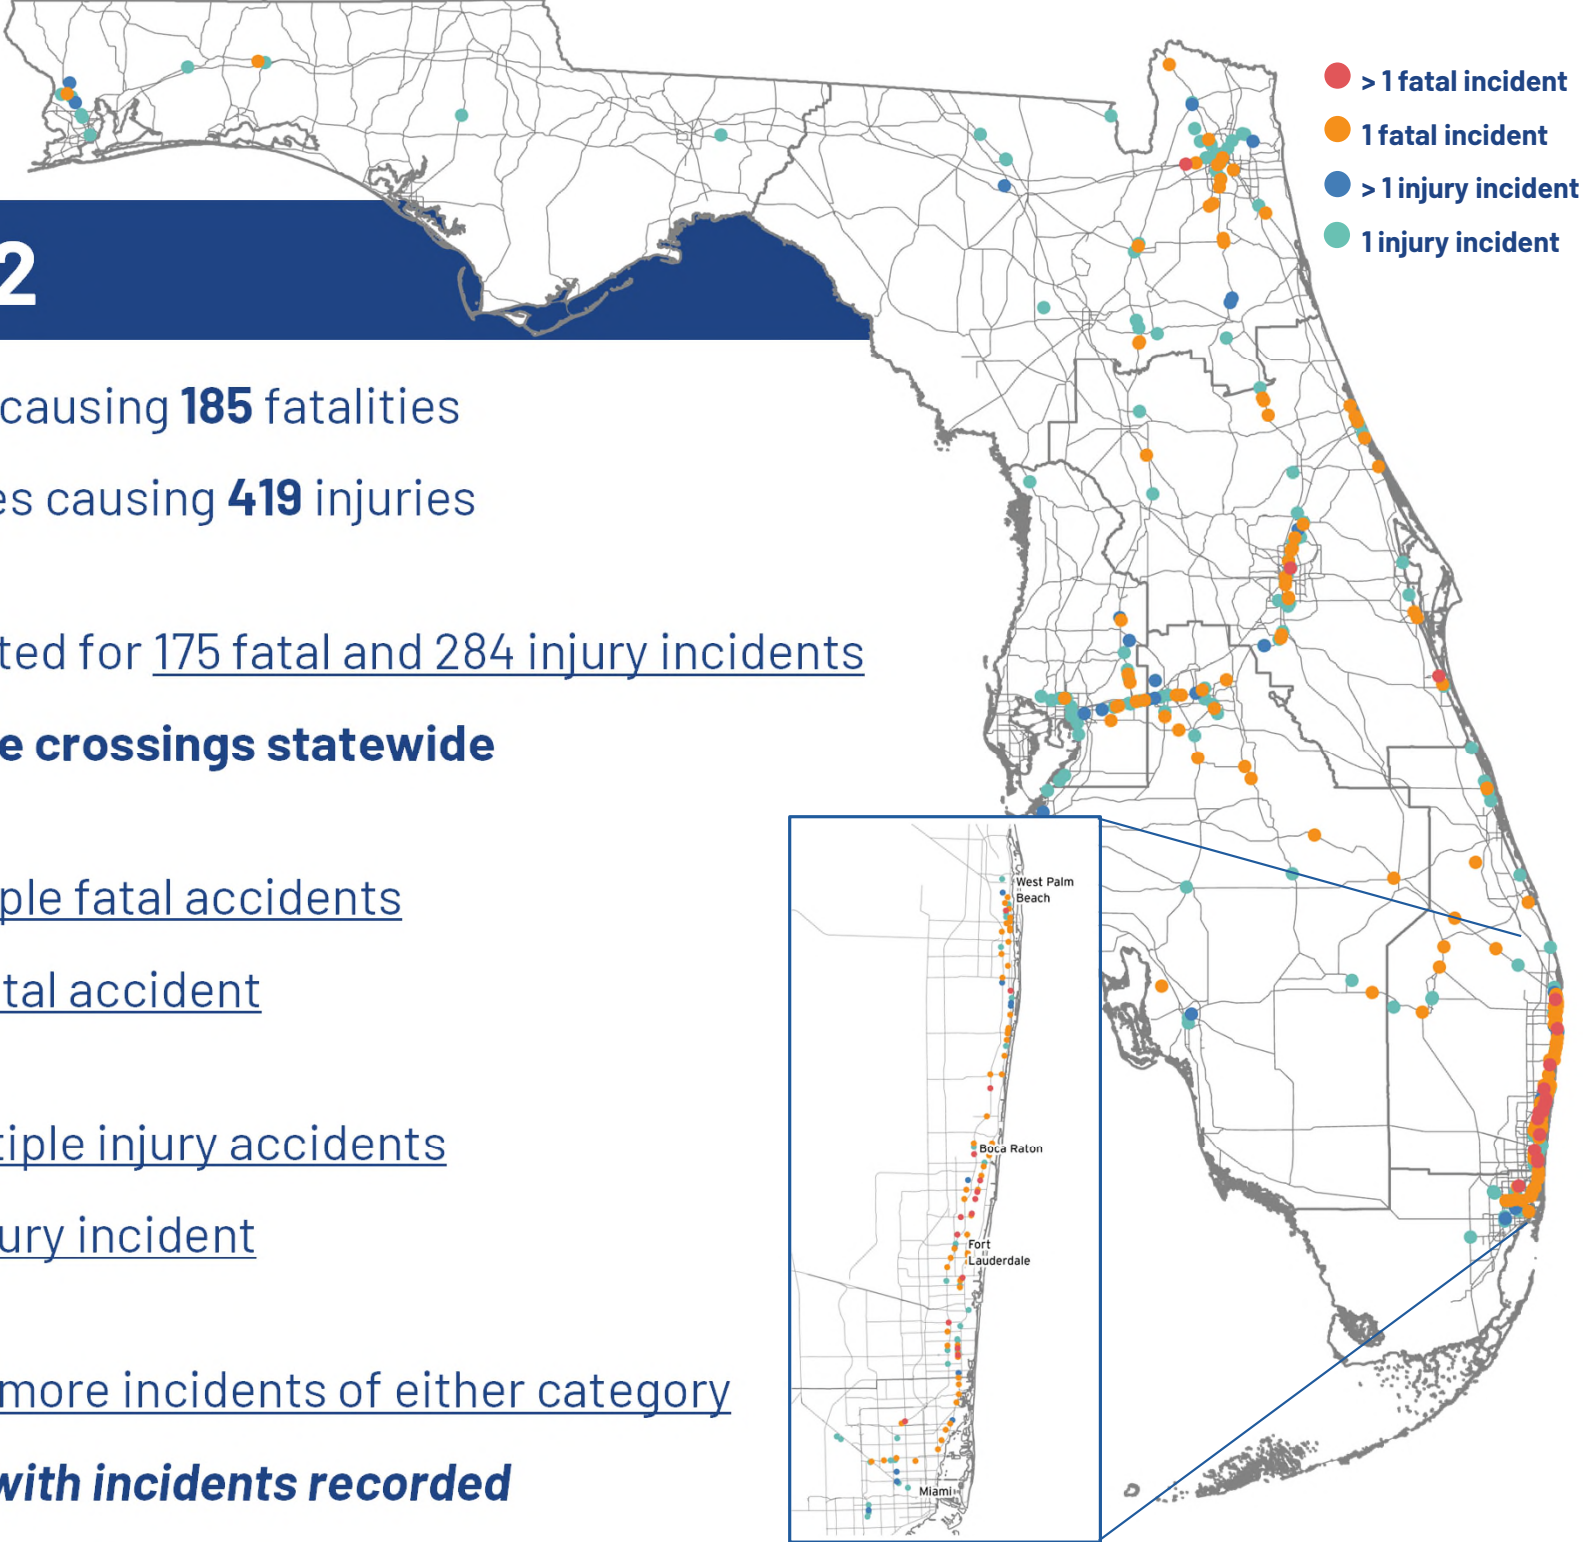 > 1 fatal incident
1 fatal incident
> 1 injury incident
1 injury incident
2
causing 185 fatalities
es causing 419 injuries
ted for 175 fatal and 284 injury incidents
e crossings statewide
ple fatal accidents
tal accident
tiple injury accidents
ury incident
more incidents of either category
with incidents recorded
West Palm
Beach
Boca Raton
Fort
Lauderdale
Miami